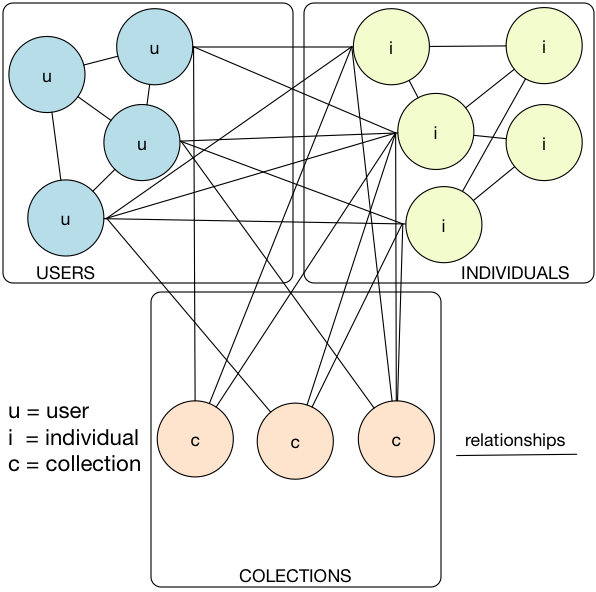 u
i
i
u
i
u
i
u
i
USERS
INDIVIDUALS
u = user
i = individual
c = collection
c
c
c
relationships
COLECTIONS